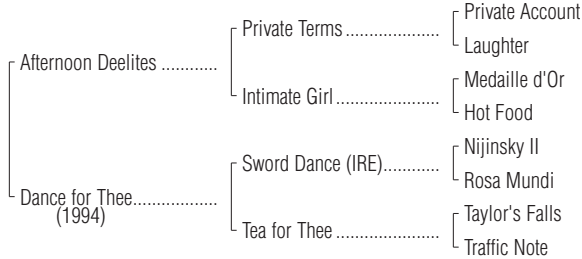 Private Account
Private Terms .....................
Laughter
Afternoon Deelites ............
Medaille d'Or
Intimate Girl .......................
Hot Food
Nijinsky II
Sword Dance (IRE)............
Rosa Mundi
Dance for Thee..................
(1994)
Taylor's Falls
Tea for Thee .......................
Traffic Note